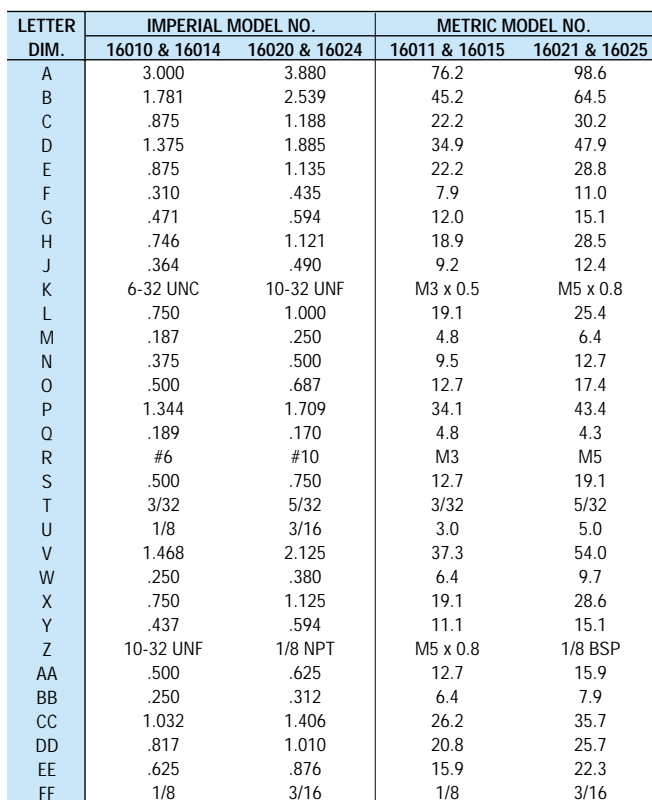 LETTER IMPERIAL MODEL NO. METRIC MODEL NO.
DIM. 16010 & 16014 16020 & 16024 16011 & 16015 16021 & 16025
A 3.000 3.880 76.2 98.6
B 1.781 2.539 45.2 64.5
C .875 1.188 22.2 30.2
D 1.375 1.885 34.9 47.9
E .875 1.135 22.2 28.8
F .310 .435 7.9 11.0
G .471 .594 12.0 15.1
H .746 1.121 18.9 28.5
J .364 .490 9.2 12.4
K 6-32 UNC 10-32 UNF M3 x 0.5 M5 x 0.8
L .750 1.000 19.1 25.4
M .187 .250 4.8 6.4
N .375 .500 9.5 12.7
O .500 .687 12.7 17.4
P 1.344 1.709 34.1 43.4
Q .189 .170 4.8 4.3
R #6 #10 M3 M5
S .500 .750 12.7 19.1
T 3/32 5/32 3/32 5/32
U 1/8 3/16 3.0 5.0
V 1.468 2.125 37.3 54.0
W .250 .380 6.4 9.7
X .750 1.125 19.1 28.6
Y .437 .594 11.1 15.1
Z 10-32 UNF 1/8 NPT M5 x 0.8 1/8 BSP
AA .500 .625 12.7 15.9
BB .250 .312 6.4 7.9
CC 1.032 1.406 26.2 35.7
DD .817 1.010 20.8 25.7
EE .625 .876 15.9 22.3
FF 1/8 3/16 1/8 3/16